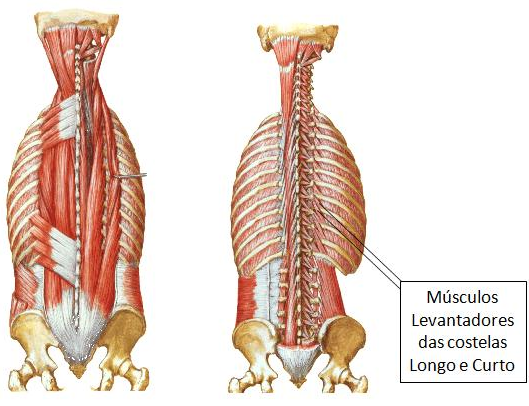 Músculos
Levantadores
das costelas
Longo e Curto